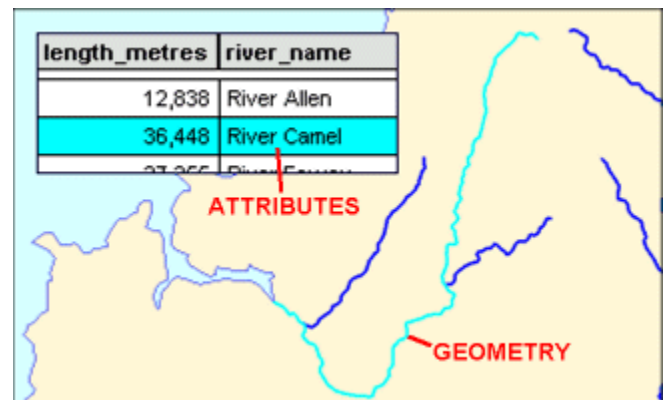 length_metres river_name
12,838 River Allen
36,448 River Camel
ATTRIBUTES
GEOMETRY